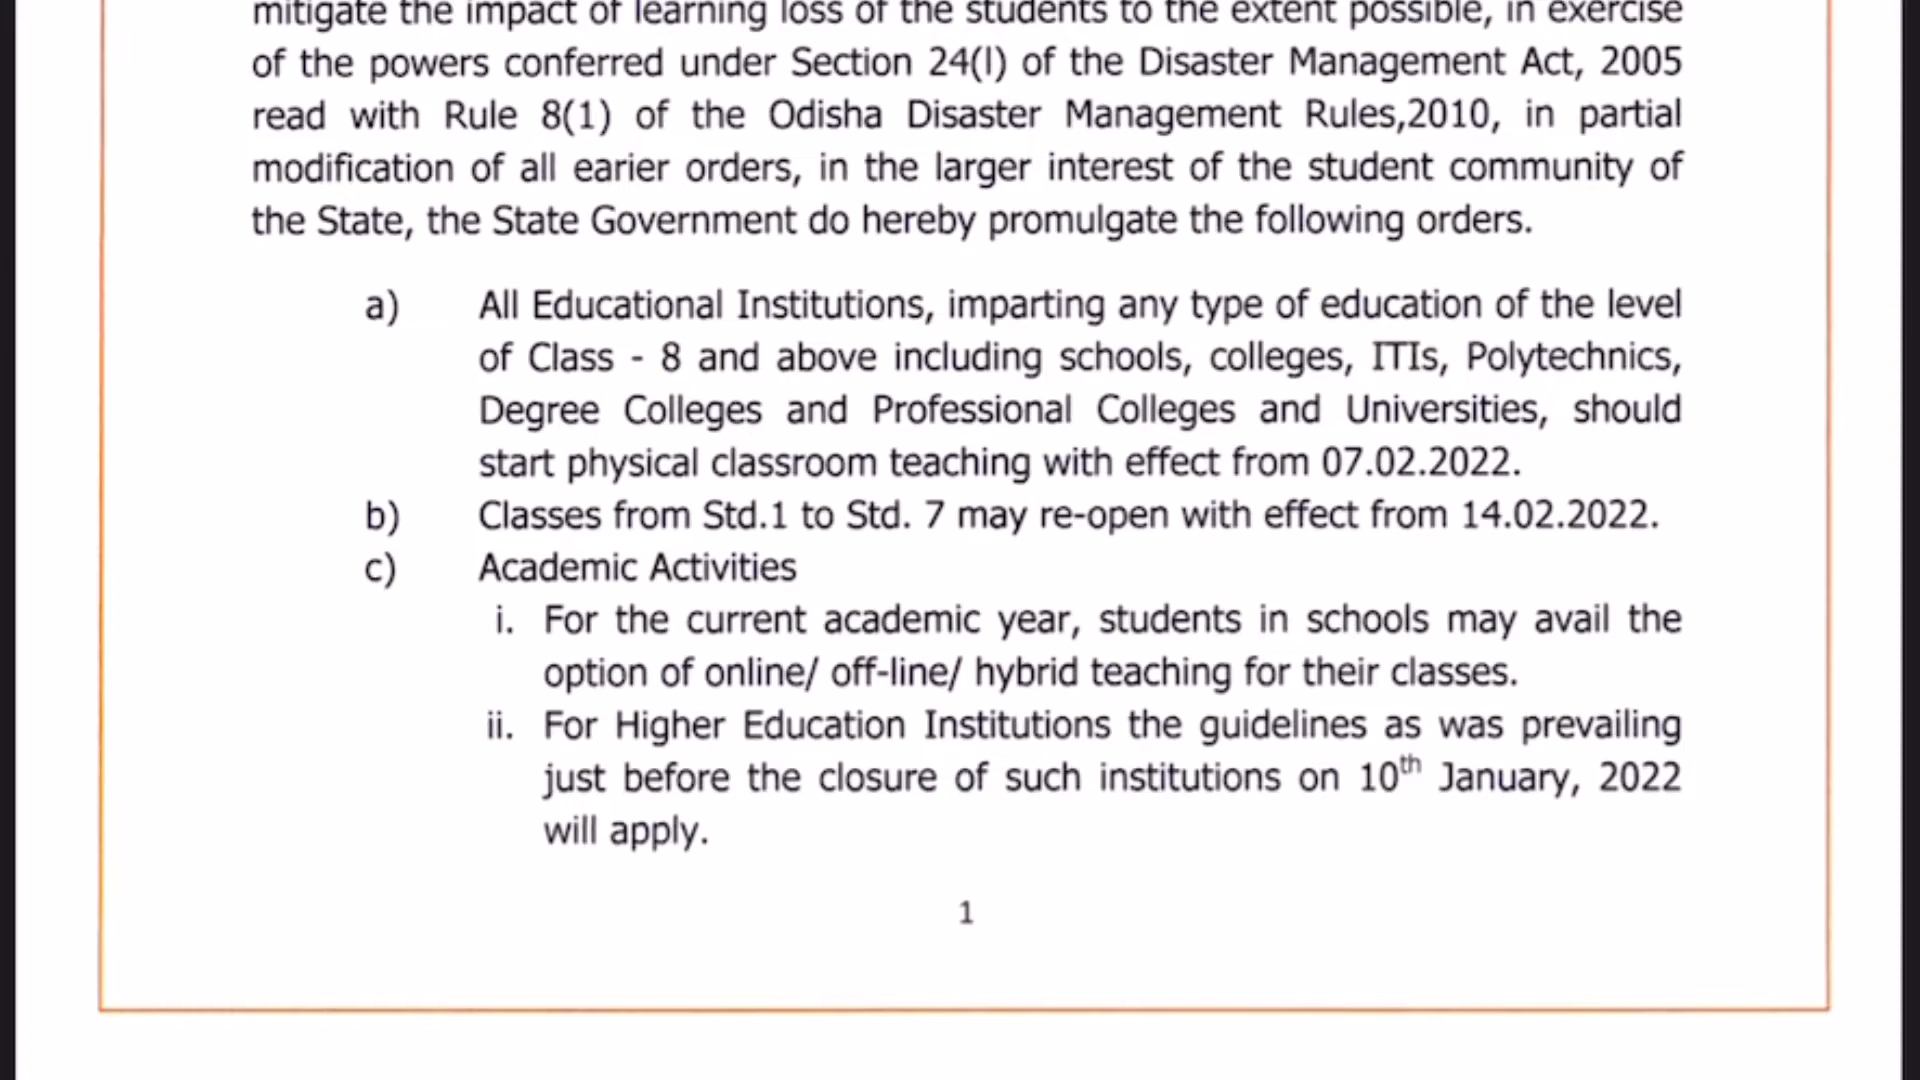 mitigate the impact of learning loss of the students to the extent possible, in exercise
of the powers conferred under Section 24(l) of the Disaster Management Act, 2005
read with Rule 8(1) of the Odisha Disaster Management Rules,2010, in partial
modification of all earier orders, in the larger interest of the student community of
the State, the State Government do hereby promulgate the following orders.
a) All Educational Institutions, imparting any type of education of the level
of Class - 8 and above including schools, colleges, ITIs, Polytechnics,
Degree Colleges and Professional Colleges and Universities, should
start physical classroom teaching with effect from 07.02.2022.
b) Classes from Std.1 to Std. 7 may re-open with effect from 14.02.2022.
c) Academic Activities
i. For the current academic year, students in schools may avail the
option of online/ off-line/ hybrid teaching for their classes.
ii. For Higher Education Institutions the guidelines as was prevailing
just before the closure of such institutions on 10th January, 2022
will apply.
1